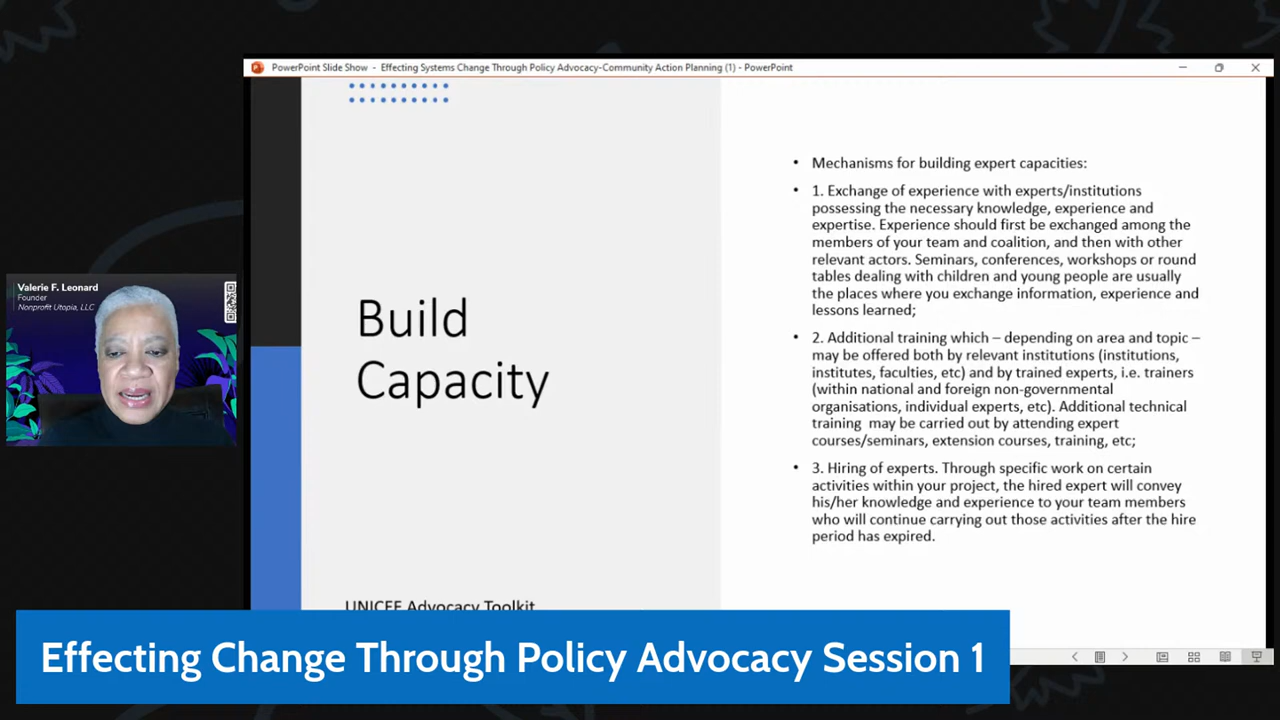 PowerPoint Slide Show - Effecting Systems Change Through Policy Advocacy-Community Action Planning (1) - PowerPoint
Valerie F. Leonard
Founder
Nonprofit Utopia, LLC
Build
Capacity
UNICEF Advocacy Toolkit
• Mechanisms for building expert capacities:
• 1. Exchange of experience with experts/institutions
possessing the necessary knowledge, experience and
expertise. Experience should first be exchanged among the
members of your team and coalition, and then with other
relevant actors. Seminars, conferences, workshops or round
tables dealing with children and young people are usually
the places where you exchange information, experience and
lessons learned;
• 2. Additional training which – depending on area and topic –
may be offered both by relevant institutions (institutions,
institutes, faculties, etc) and by trained experts, i.e. trainers
(within national and foreign non-governmental
organisations, individual experts, etc). Additional technical
training may be carried out by attending expert
courses/seminars, extension courses, training, etc;
• 3. Hiring of experts. Through specific work on certain
activities within your project, the hired expert will convey
his/her knowledge and experience to your team members
who will continue carrying out those activities after the hire
period has expired.
Effecting Change Through Policy Advocacy Session 1